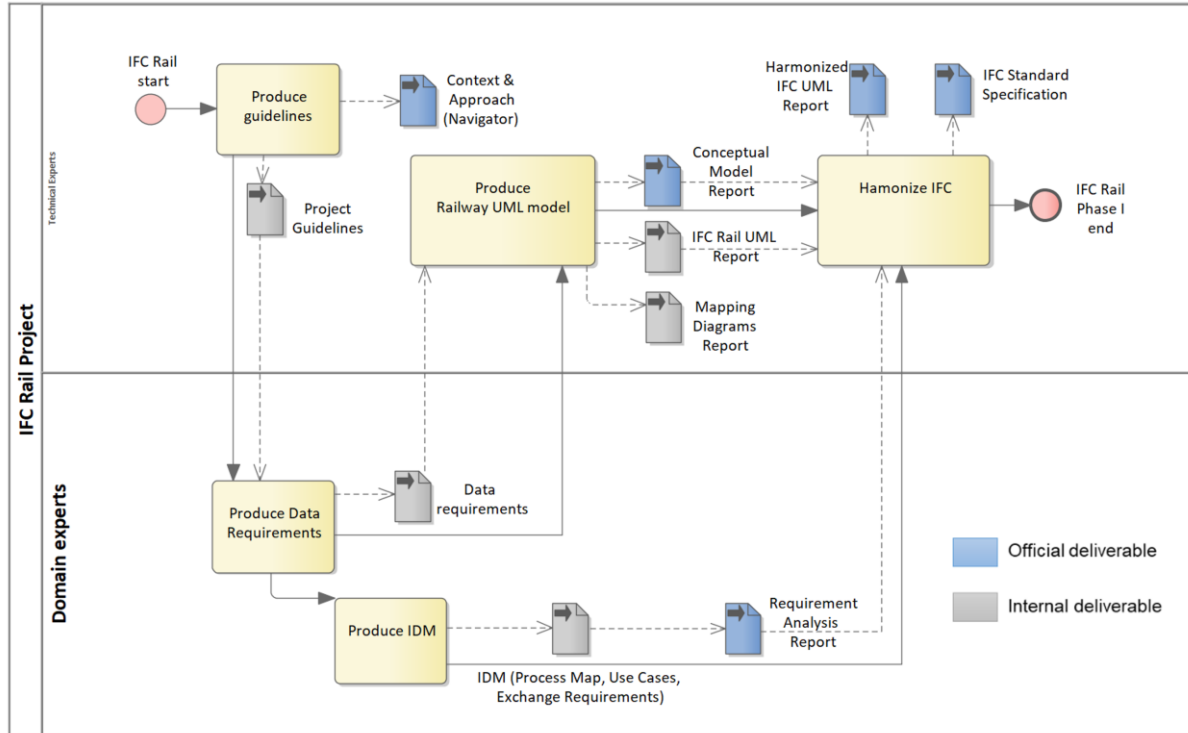 IFC Rail Project
Technical Experts
IFC Rail
start
Produce
guidelines
Context &
Approach
(Navigator)
Project
Guidelines
Produce
Railway UML model
Conceptual
Model
Report
IFC Rail UML
Report
Mapping
Diagrams
Report
Harmonized
IFC UML
Report
IFC Standard
Specification
Hamonize IFC
IFC Rail
Phase I
end
Domain experts
Produce Data
Requirements
Data
requirements
Produce IDM
IDM (Process Map, Use Cases,
Exchange Requirements)
Requirement
Analysis
Report
Official deliverable
Internal deliverable